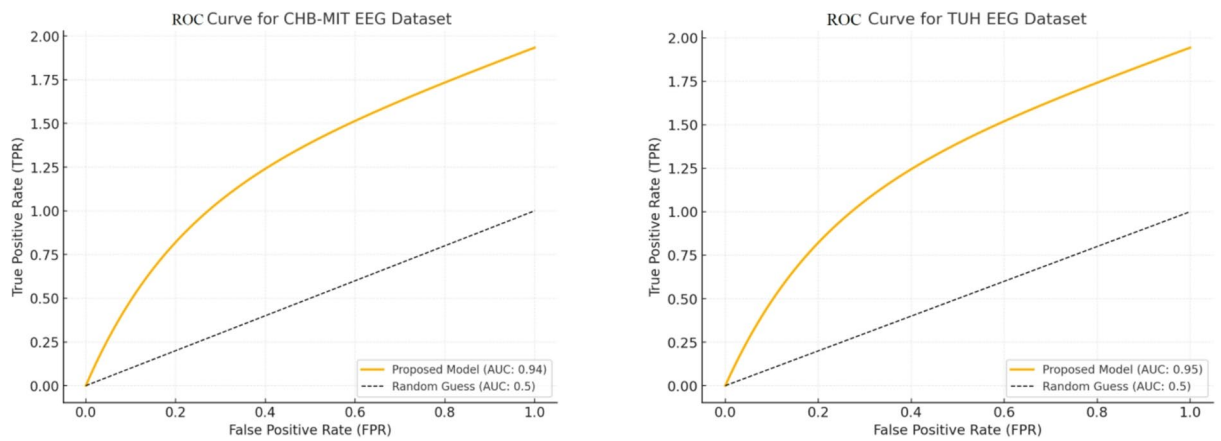 ROC Curve for CHB-MIT EEG Dataset
True Positive Rate (TPR)
2.00
1.75
1.50
1.25
1.00
0.75
0.50
0.25
0.00
0.0 0.2 0.4 0.6 0.8 1.0
False Positive Rate (FPR)
Proposed Model (AUC: 0.94)
Random Guess (AUC: 0.5)
ROC Curve for TUH EEG Dataset
True Positive Rate (TPR)
2.00
1.75
1.50
1.25
1.00
0.75
0.50
0.25
0.00
0.0 0.2 0.4 0.6 0.8 1.0
False Positive Rate (FPR)
Proposed Model (AUC: 0.95)
Random Guess (AUC: 0.5)